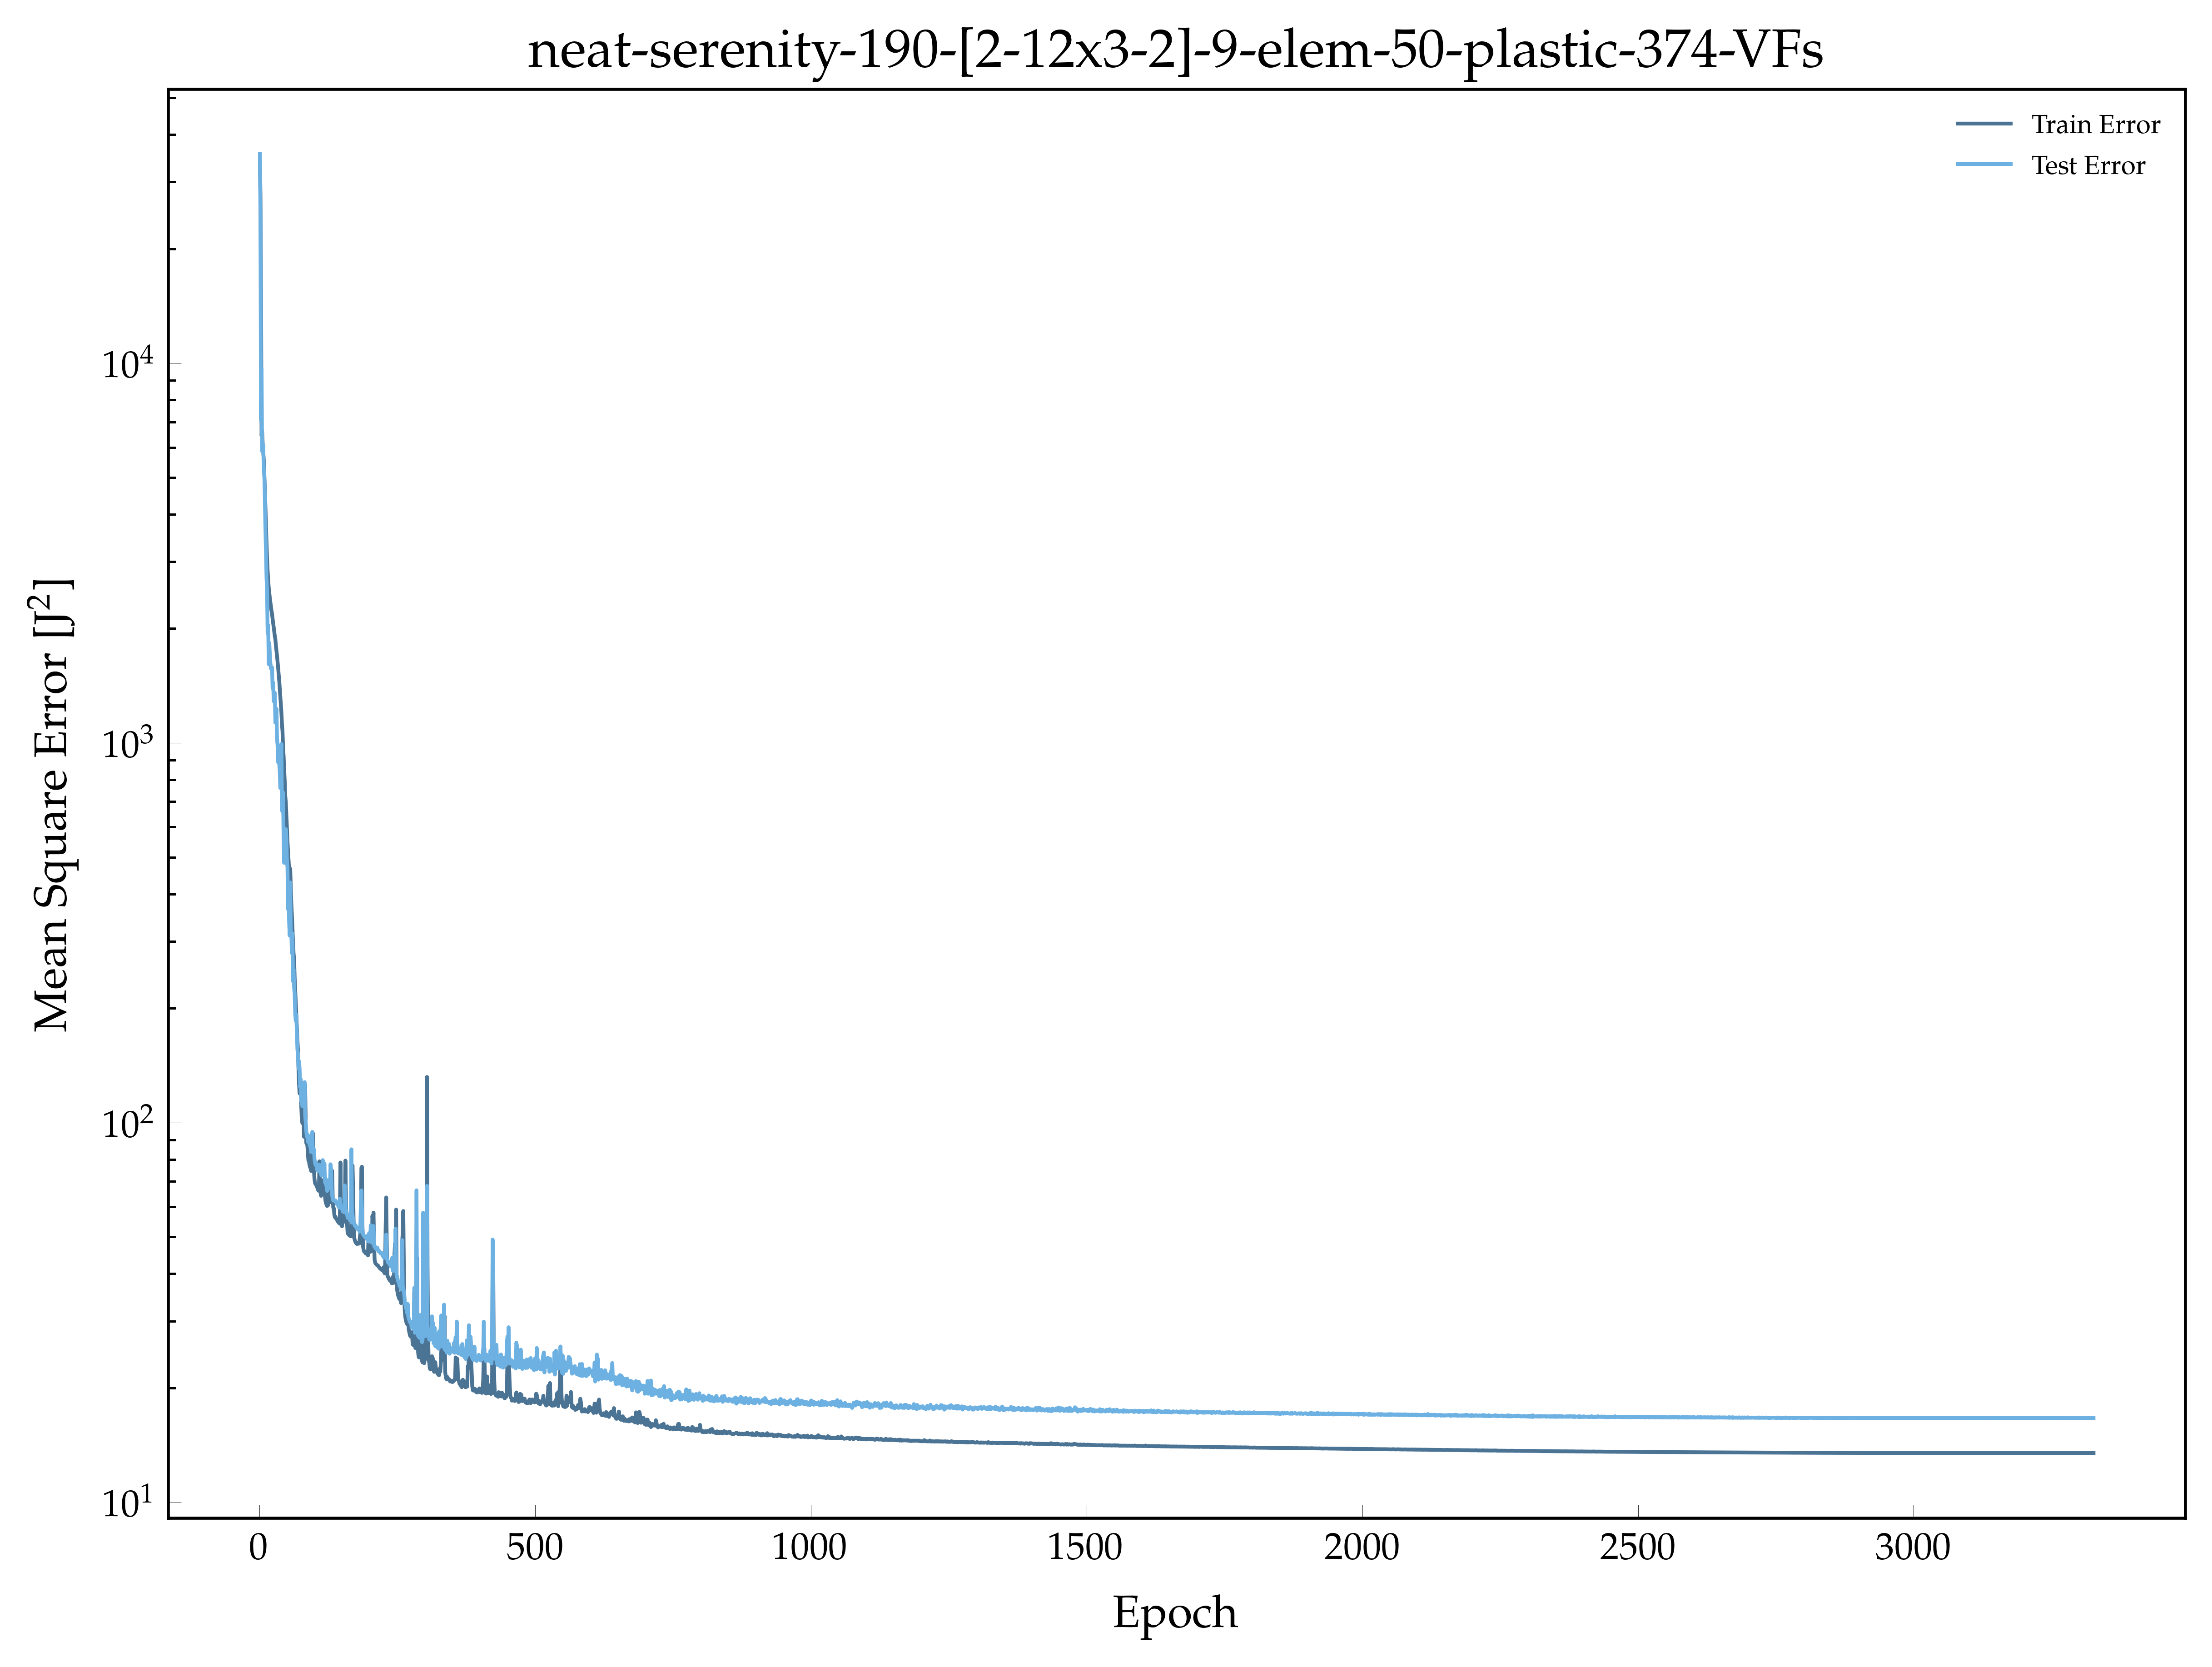 neat-serenity-190-[2-12x3-2]-9-elem-50-plastic-374-VFs
Train Error
Test Error
Mean Square Error [J²]
10⁴
10³
10²
10¹
0 500 1000 1500 2000 2500 3000
Epoch